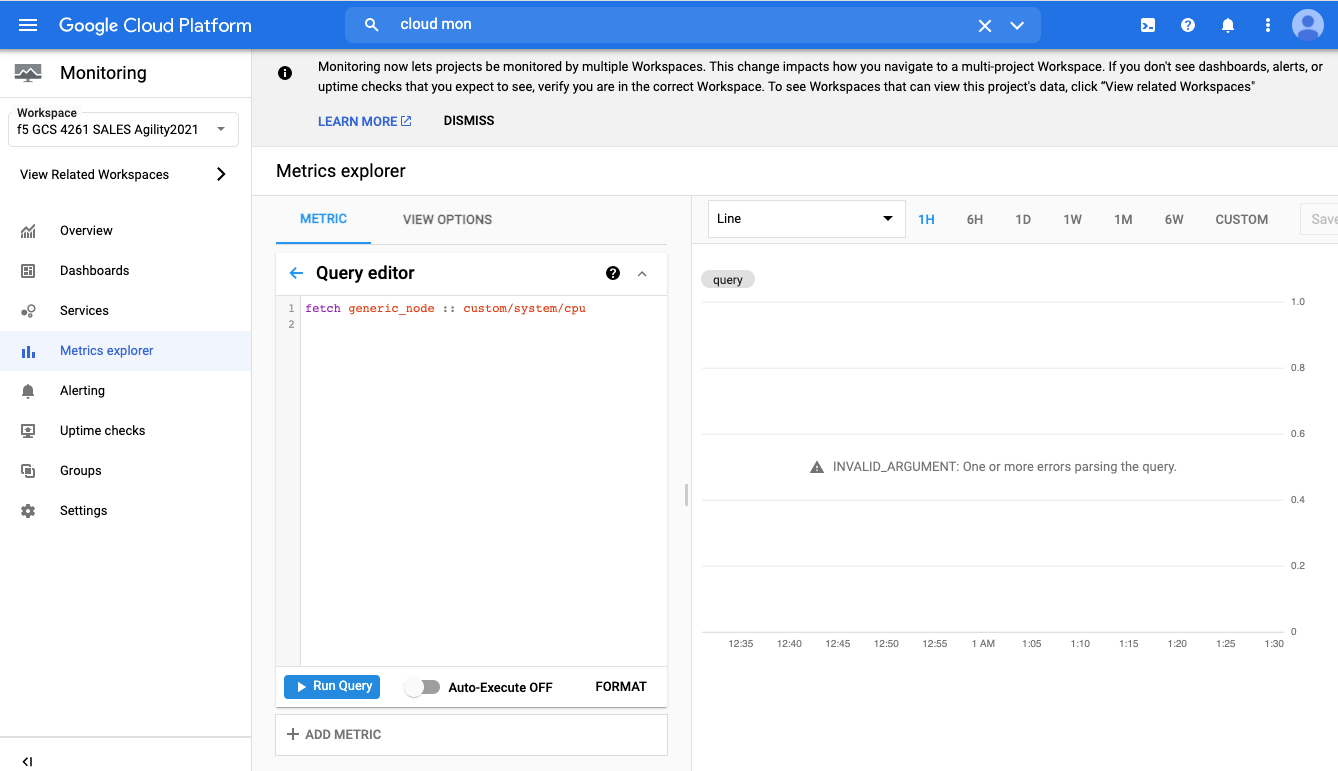 Google Cloud Platform
cloud mon
Monitoring
Workspace
f5 GCS 4261 SALES Agility2021
View Related Workspaces
Overview
Dashboards
Services
Metrics explorer
Alerting
Uptime checks
Groups
Settings
Monitoring now lets projects be monitored by multiple Workspaces. This change impacts how you navigate to a multi-project Workspace. If you don't see dashboards, alerts, or
uptime checks that you expect to see, verify you are in the correct Workspace. To see Workspaces that can view this project's data, click "View related Workspaces"
LEARN MORE
DISMISS
Metrics explorer
METRIC
VIEW OPTIONS
Query editor
1 fetch generic_node :: custom/system/cpu
2
Run Query
Auto-Execute OFF
FORMAT
ADD METRIC
Line
1H 6H 1D 1W 1M 6W CUSTOM Save
query
1.0
0.8
0.6
INVALID_ARGUMENT: One or more errors parsing the query.
0.4
0.2
0
12:35 12:40 12:45 12:50 12:55 1 AM 1:05 1:10 1:15 1:20 1:25 1:30